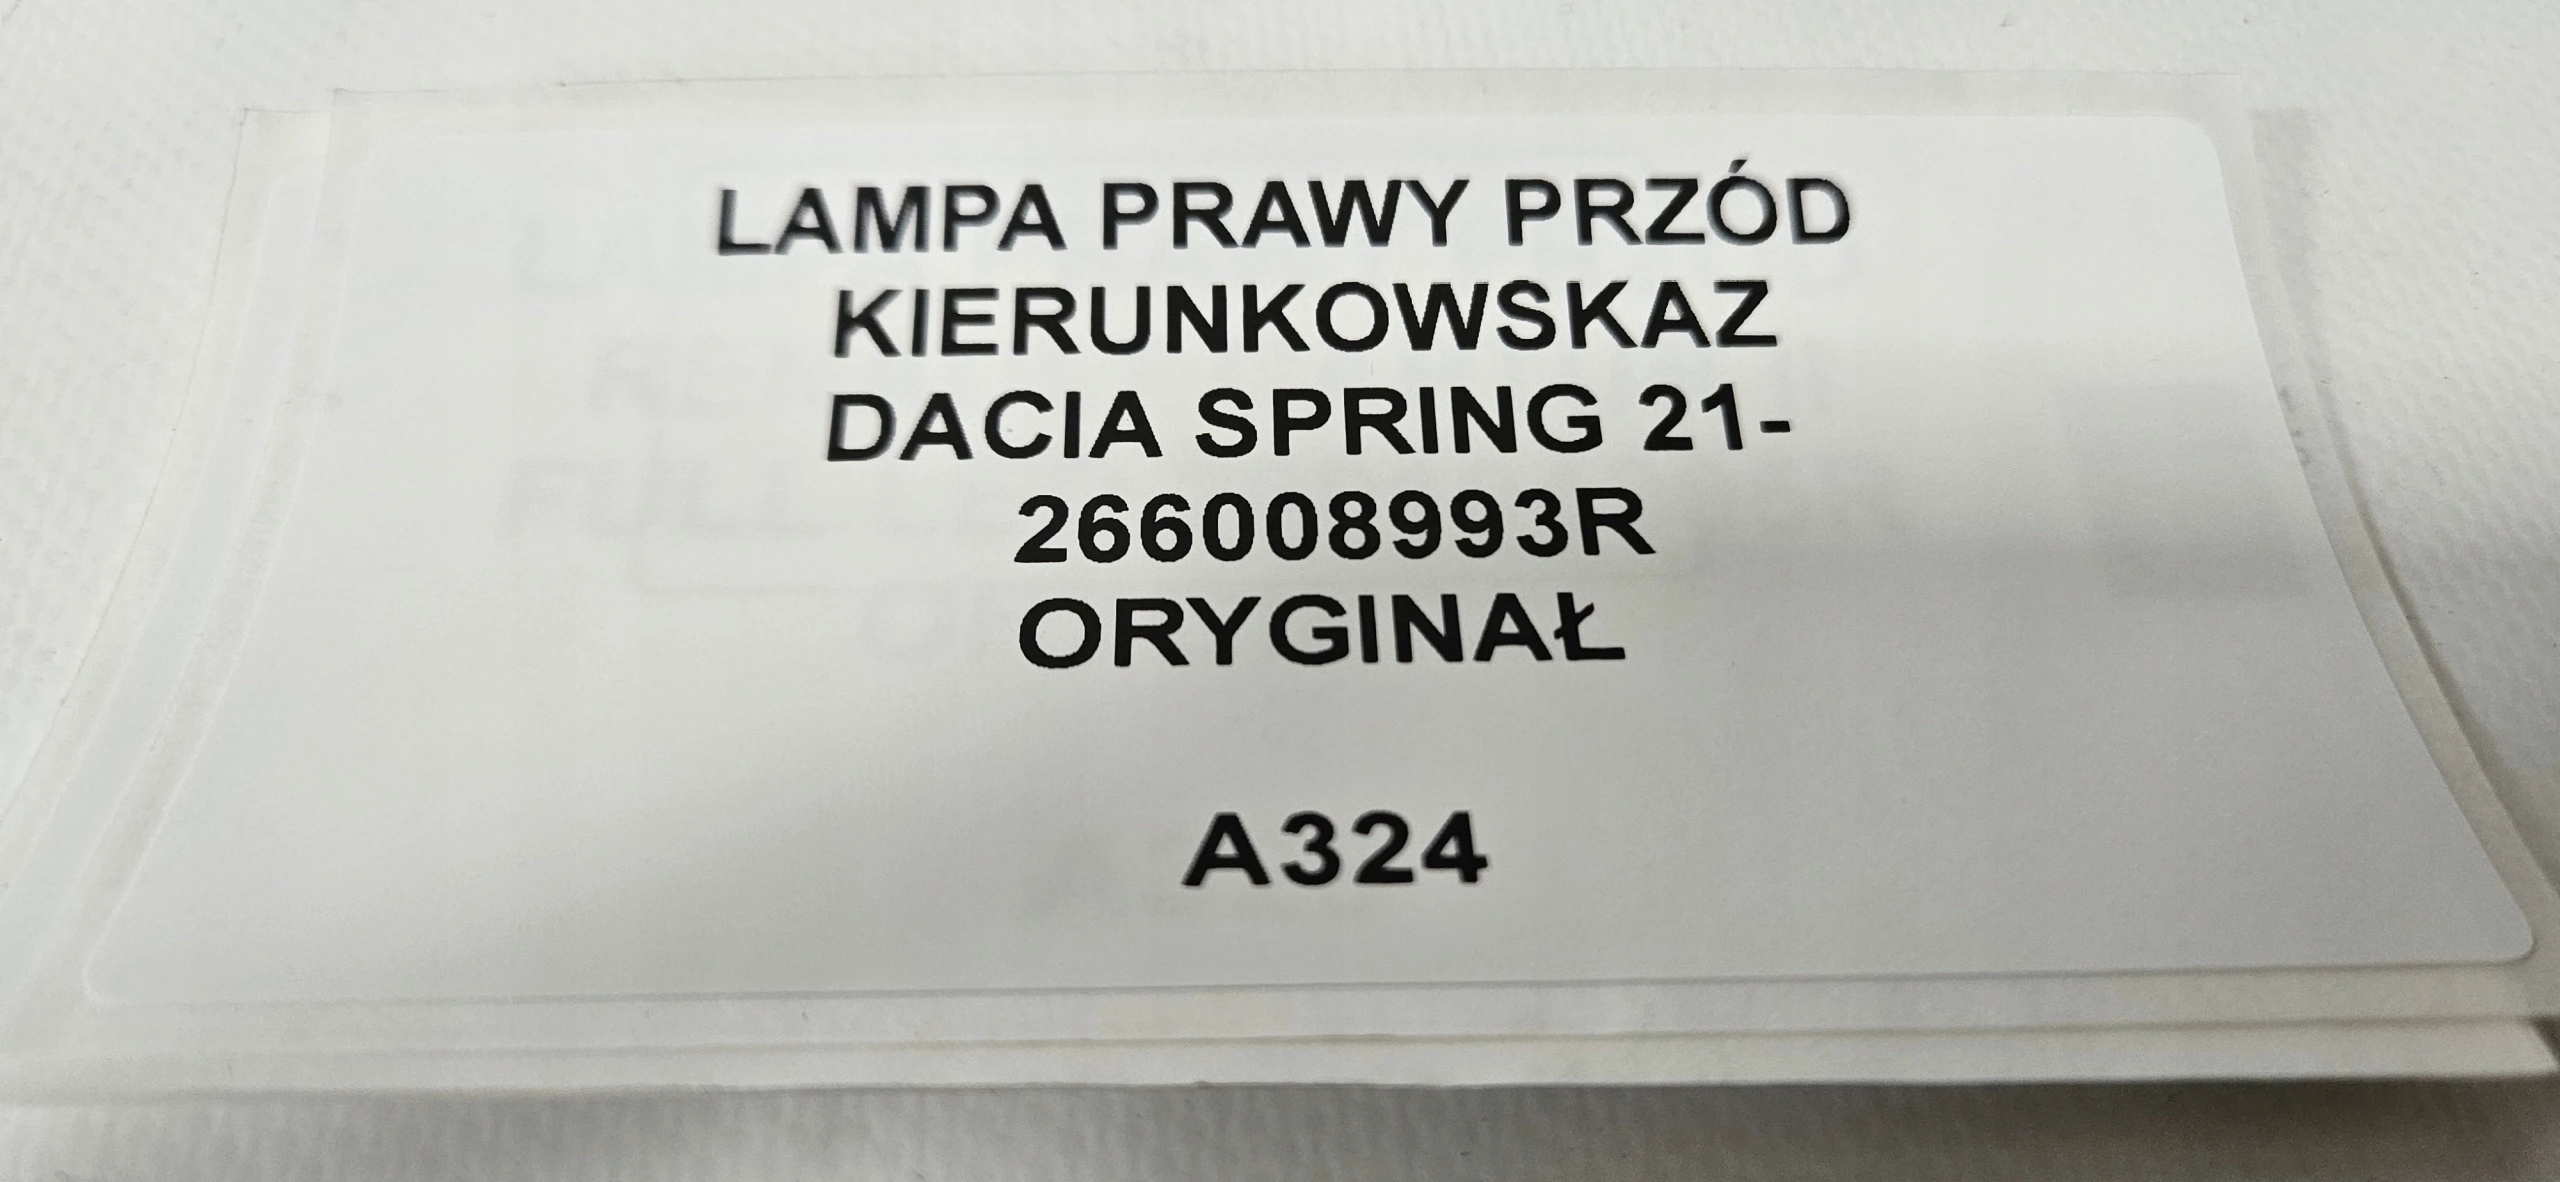 LAMPA PRAWY PRZÓD
KIERUNKOWSKAZ
DACIA SPRING 21-
266008993R
ORYGINAŁ
A324